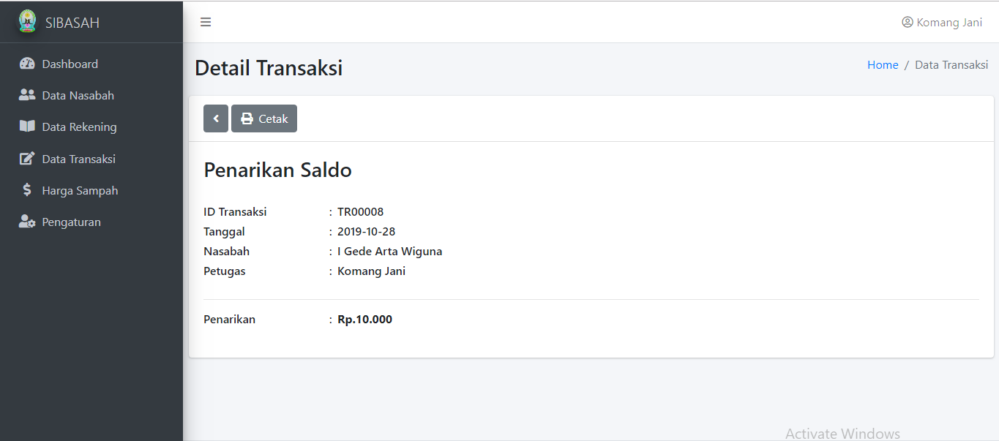 SIBASAH
Komang Jani
Dashboard
Data Nasabah
Data Rekening
Data Transaksi
Harga Sampah
Pengaturan
Detail Transaksi
Home / Data Transaksi
Cetak
Penarikan Saldo
ID Transaksi : TR00008
Tanggal : 2019-10-28
Nasabah : I Gede Arta Wiguna
Petugas : Komang Jani
Penarikan : Rp.10.000
Activate Windows